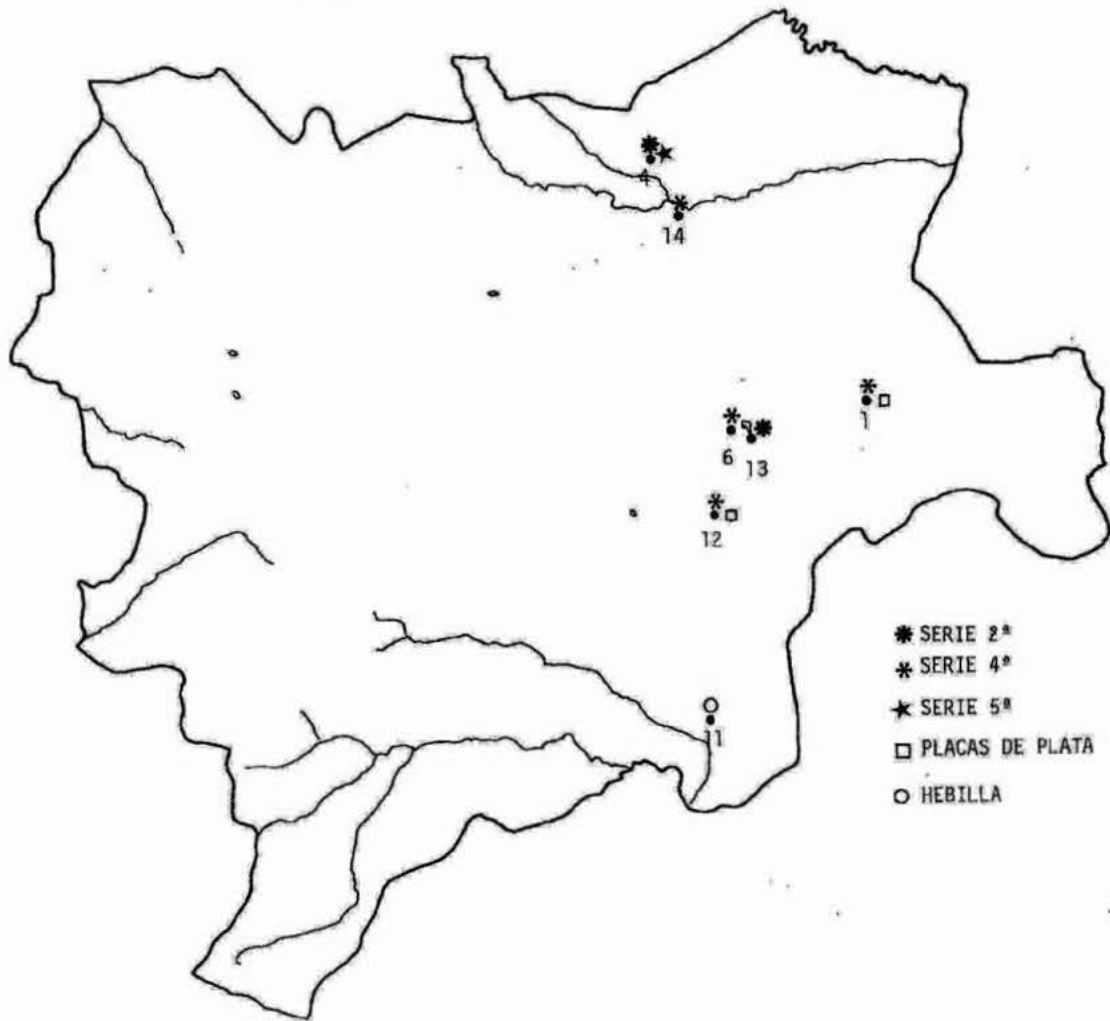 4
14
1
6
13
12
11
SERIE 2ª
SERIE 4ª
SERIE 5ª
PLACAS DE PLATA
HEBILLA